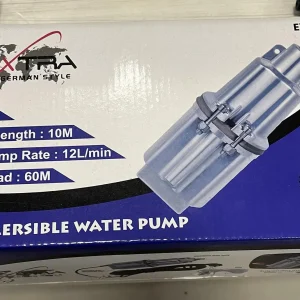 E
XTRA
GERMAN STYLE
ength : 10M
mp Rate : 12L/min
ad : 60M
ERSIBLE WATER PUMP